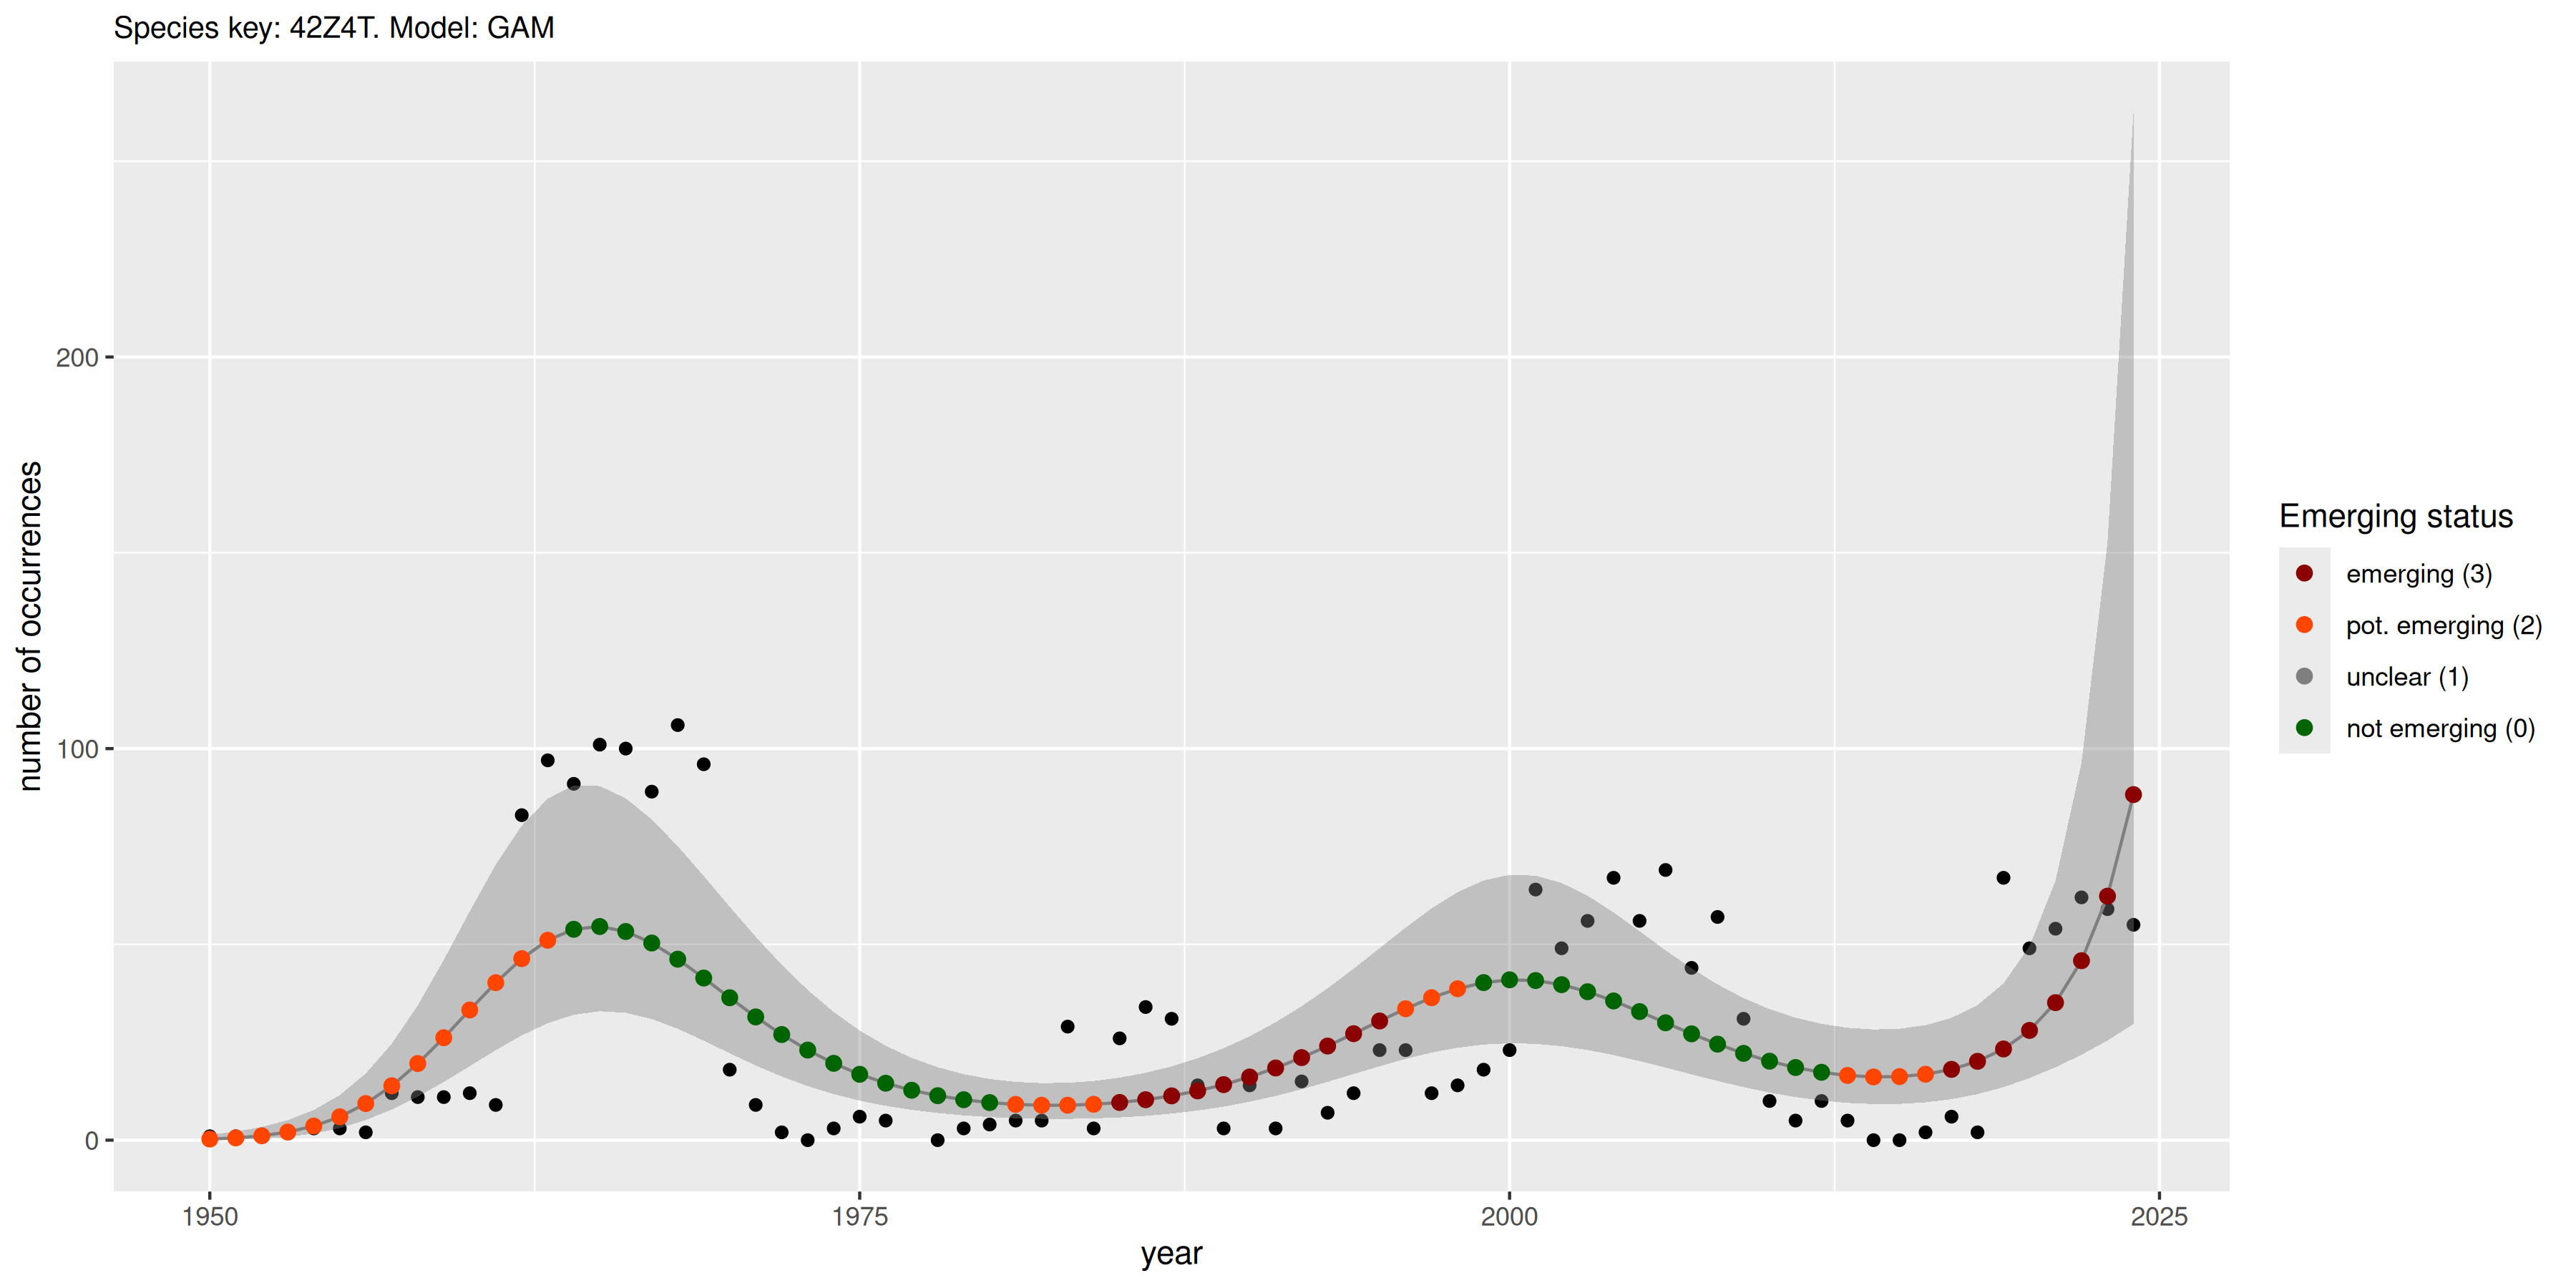 Species key: 42Z4T. Model: GAM
number of occurrences
200
100
0
1950
1975
2000
2025
year
Emerging status
emerging (3)
pot. emerging (2)
unclear (1)
not emerging (0)